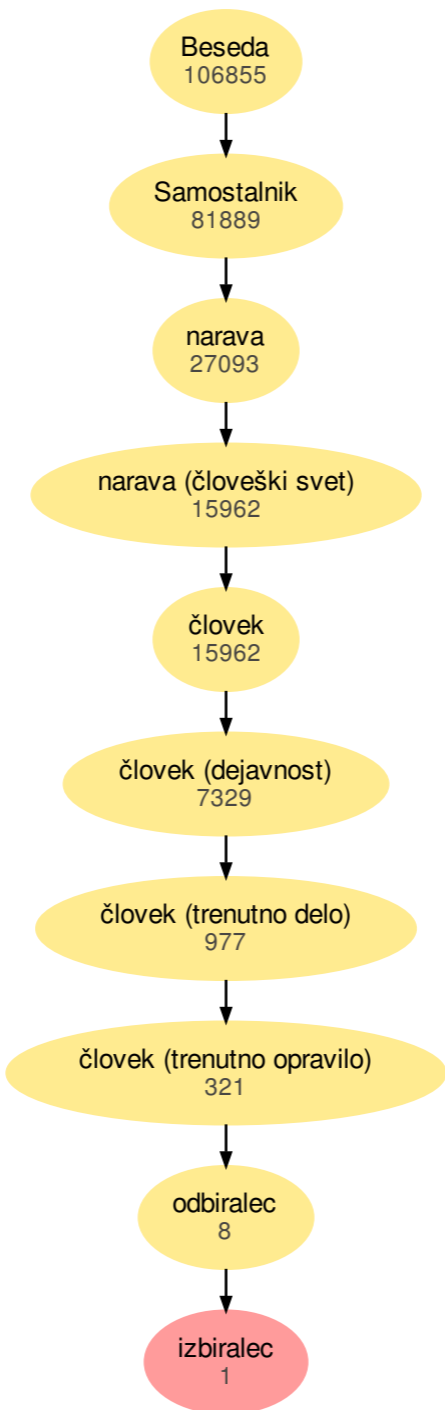 Beseda
106855
Samostalnik
81889
narava
27093
narava (človeški svet)
15962
človek
15962
človek (dejavnost)
7329
človek (trenutno delo)
977
človek (trenutno opravilo)
321
odbiralec
8
izbiralec
1